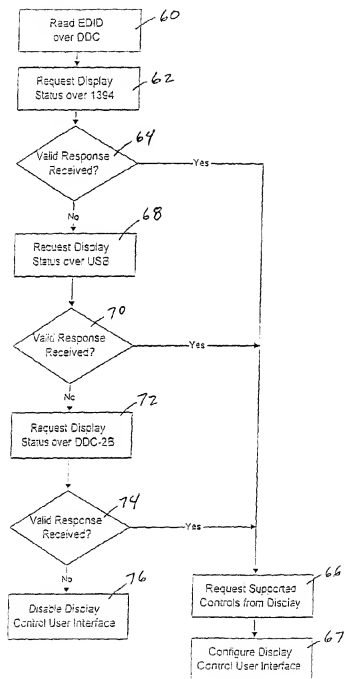 Read EDID
over DDC
60
Request Display
Status over 1394
62
Valid Response
Received?
64
Yes
No
Request Display
Status over USB
68
Valid Response
Received?
70
Yes
No
Request Display
Status over DDC-2B
72
Valid Response
Received?
74
Yes
No
Disable Display
Control User Interface
76
Request Supported
Controls from Display
66
Configure Display
Control User Interface
67